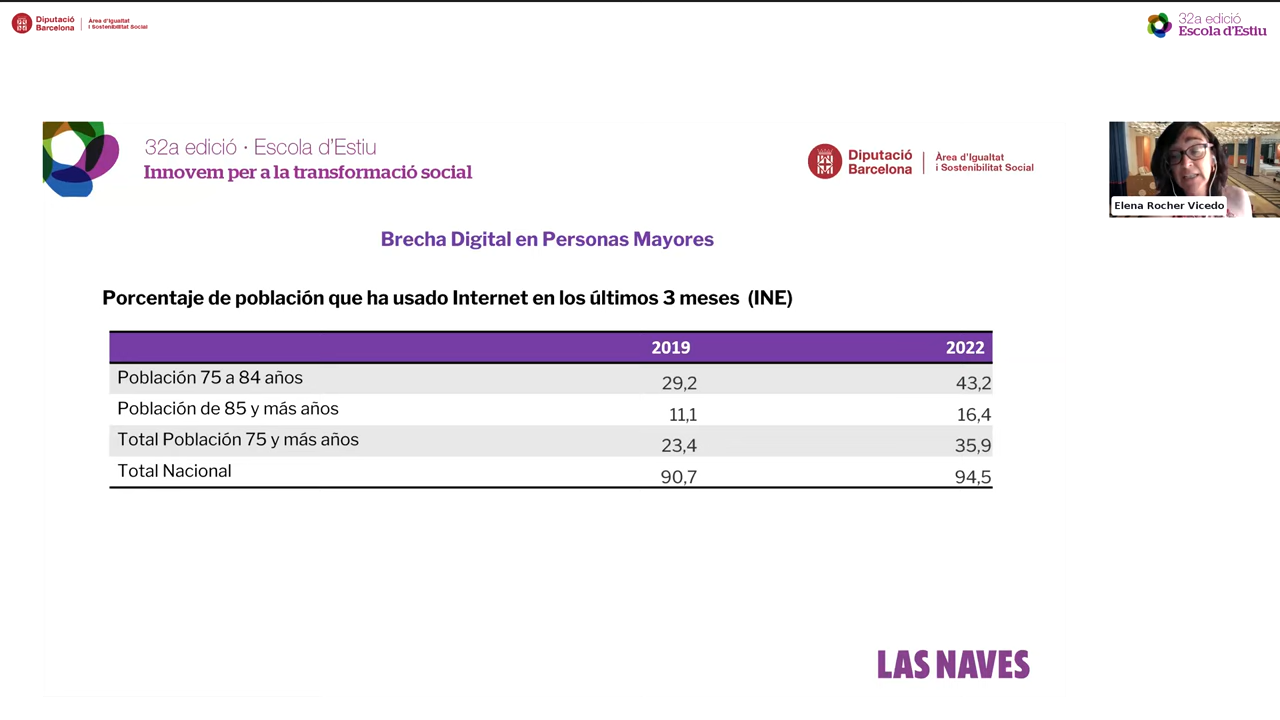 Diputació
Barcelona
Àrea d'Igualtat
i Sostenibilitat Social
32a edició
Escola d'Estiu
32a edició · Escola d'Estiu
Innovem per a la transformació social
Diputació
Barcelona
Àrea d'Igualtat
i Sostenibilitat Social
Elena Rocher Vicedo
Brecha Digital en Personas Mayores
Porcentaje de población que ha usado Internet en los últimos 3 meses (INE)
2019 2022
Población 75 a 84 años 29,2 43,2
Población de 85 y más años 11,1 16,4
Total Población 75 y más años 23,4 35,9
Total Nacional 90,7 94,5
LAS NAVES